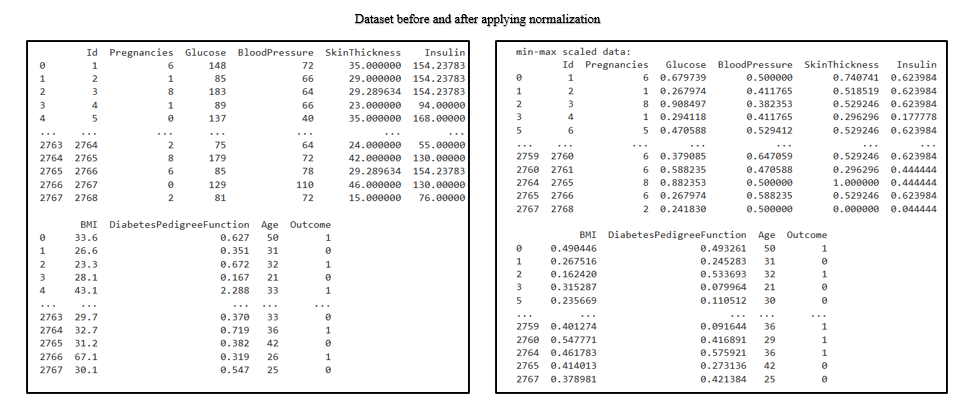 Dataset before and after applying normalization
Id Pregnancies Glucose BloodPressure SkinThickness Insulin
0 1 6 148 72 35.000000 154.23783
1 2 1 85 66 29.000000 154.23783
2 3 8 183 64 29.289634 154.23783
3 4 1 89 66 23.000000 94.00000
4 5 0 137 40 35.000000 168.00000
... ... ... ... ... ... ...
2763 2764 2 75 64 24.000000 55.00000
2764 2765 8 179 72 42.000000 130.00000
2765 2766 6 85 78 29.289634 154.23783
2766 2767 0 129 110 46.000000 130.00000
2767 2768 2 81 72 15.000000 76.00000
BMI DiabetesPedigreeFunction Age Outcome
0 33.6 0.627 50 1
1 26.6 0.351 31 0
2 23.3 0.672 32 1
3 28.1 0.167 21 0
4 43.1 2.288 33 1
... ... ... ... ...
2763 29.7 0.370 33 0
2764 32.7 0.719 36 1
2765 31.2 0.382 42 0
2766 67.1 0.319 26 1
2767 30.1 0.547 25 0
min-max scaled data:
Id Pregnancies Glucose BloodPressure SkinThickness Insulin
0 1 6 0.679739 0.500000 0.740741 0.623984
1 2 1 0.267974 0.411765 0.518519 0.623984
2 3 8 0.908497 0.382353 0.529246 0.623984
3 4 1 0.294118 0.411765 0.296296 0.177778
5 6 5 0.470588 0.529412 0.529246 0.623984
... ... ... ... ... ... ...
2759 2760 6 0.379085 0.647059 0.529246 0.623984
2760 2761 6 0.588235 0.470588 0.296296 0.444444
2764 2765 8 0.882353 0.500000 1.000000 0.444444
2765 2766 6 0.267974 0.588235 0.529246 0.623984
2767 2768 2 0.241830 0.500000 0.000000 0.044444
BMI DiabetesPedigreeFunction Age Outcome
0 0.490446 0.493261 50 1
1 0.267516 0.245283 31 0
2 0.162420 0.533693 32 1
3 0.315287 0.079964 21 0
5 0.235669 0.110512 30 0
... ... ... ... ...
2759 0.401274 0.091644 36 1
2760 0.547771 0.416891 29 1
2764 0.461783 0.575921 36 1
2765 0.414013 0.273136 42 0
2767 0.378981 0.421384 25 0